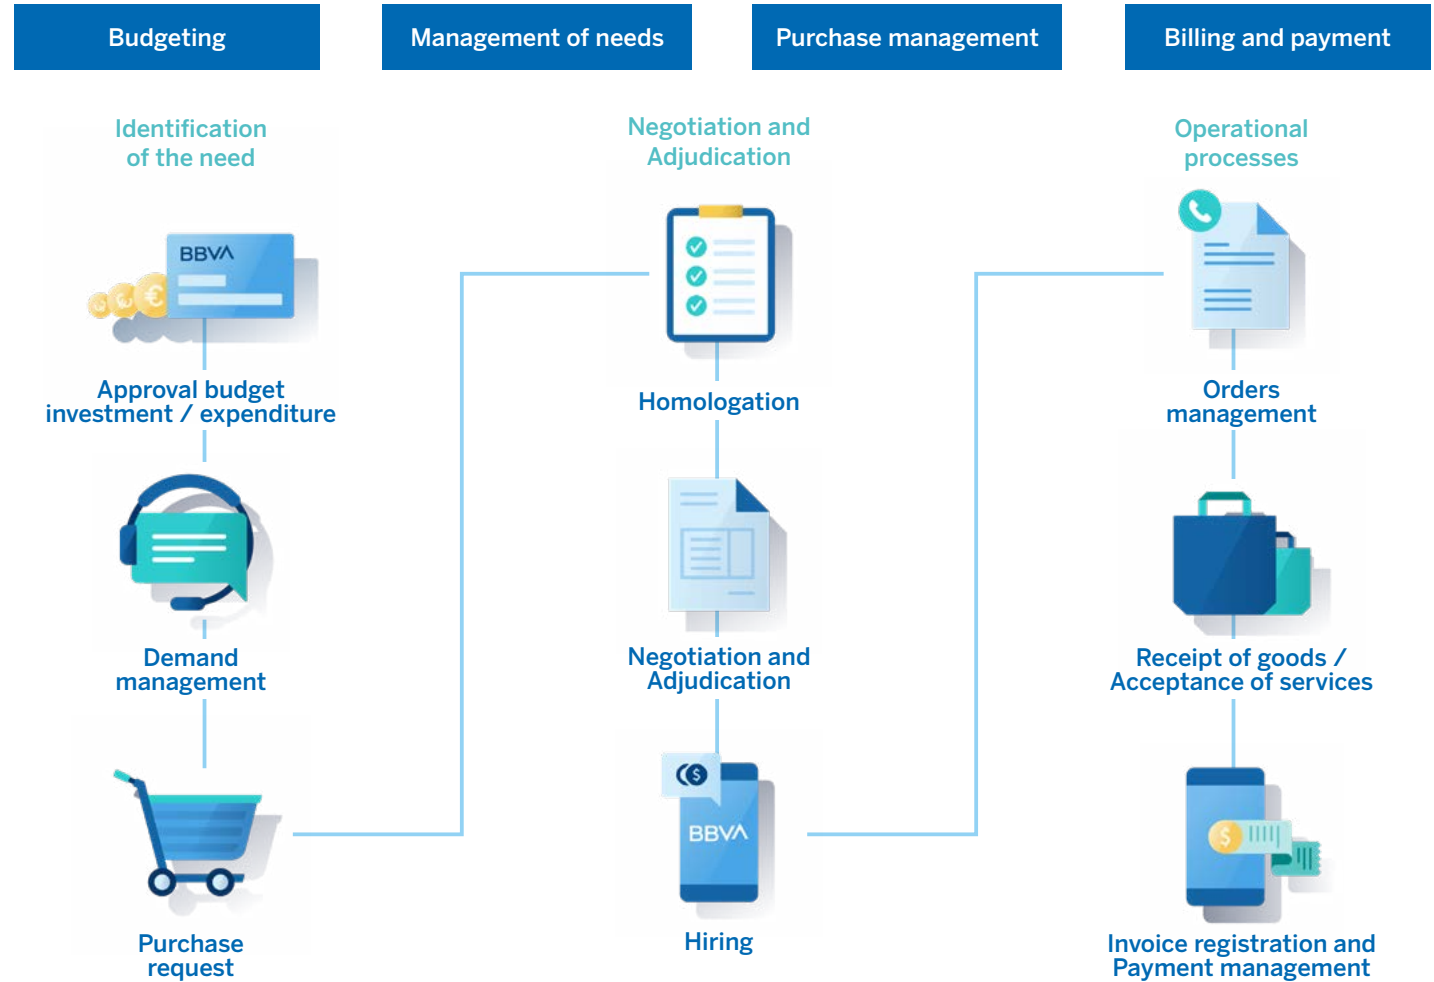 Budgeting
Management of needs
Purchase management
Billing and payment
Identification
of the need
BBVA
Approval budget
investment / expenditure
Demand
management
Purchase
request
Negotiation and
Adjudication
Homologation
Negotiation and
Adjudication
$
BBVA
Hiring
Operational
processes
Orders
management
Receipt of goods /
Acceptance of services
$
Invoice registration and
Payment management